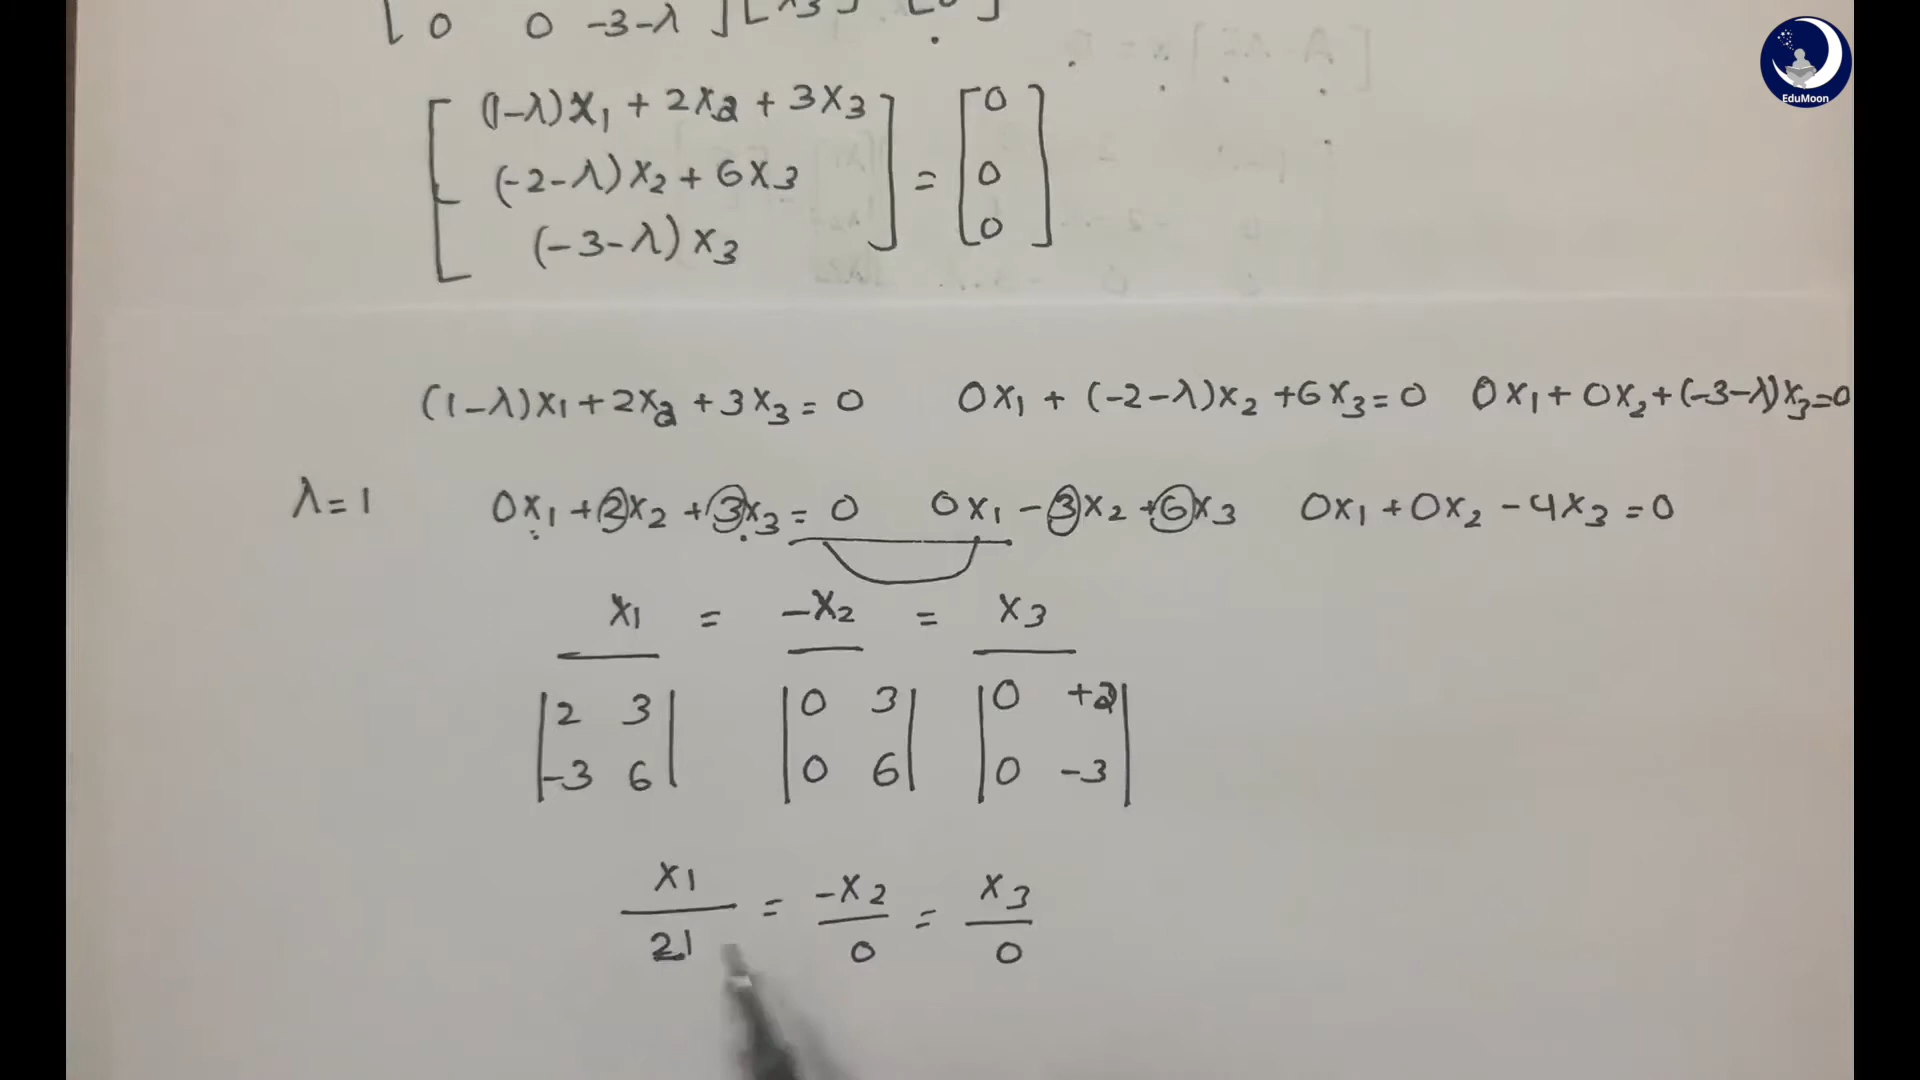 [ 0 0 -3-λ ] [ x3 ] [ 0 ]
[ (1-λ)x1 + 2x2 + 3x3 ] [ 0 ]
[ (-2-λ)x2 + 6x3 ] = [ 0 ]
[ (-3-λ)x3 ] [ 0 ]
(1-λ)x1 + 2x2 + 3x3 = 0 0x1 + (-2-λ)x2 + 6x3 = 0 0x1 + 0x2 + (-3-λ)x3 = 0
λ = 1 0x1 + 2x2 + 3x3 = 0 0x1 - 3x2 + 6x3 0x1 + 0x2 - 4x3 = 0
x1 = -x2 = x3
|2 3| |0 3| |0 +2|
|-3 6| |0 6| |0 -3|
x1 = -x2 = x3
21 0 0
EduMoon